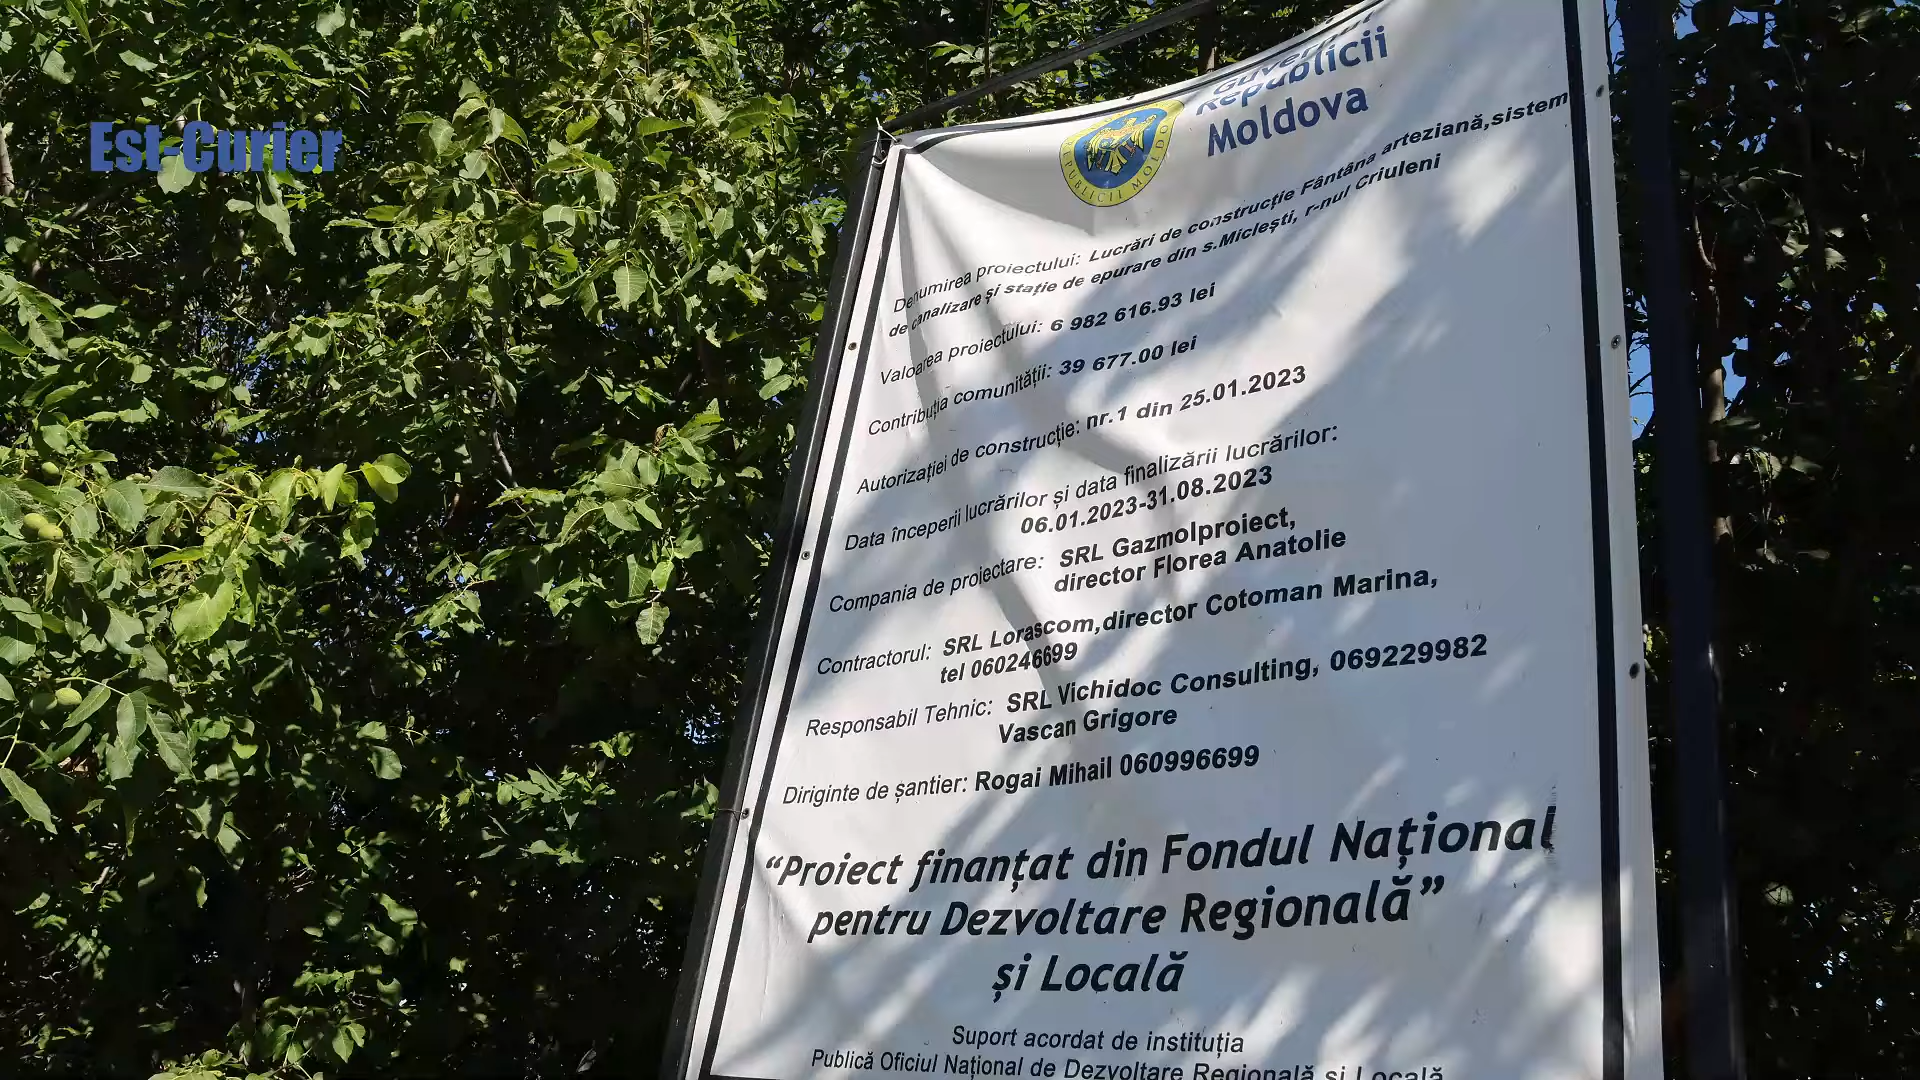 Est-Curier
Guvernul
Republicii
Moldova
REPUBLICII MOLDO
Denumirea proiectului: Lucrări de construcție Fântâna arteziană,sistem
de canalizare și stație de epurare din s.Miclești, r-nul Criuleni
Valoarea proiectului: 6 982 616.93 lei
Contribuția comunității: 39 677.00 lei
Autorizației de construcție: nr.1 din 25.01.2023
Data începerii lucrărilor și data finalizării lucrărilor:
06.01.2023-31.08.2023
Compania de proiectare: SRL Gazmolproiect,
director Florea Anatolie
Contractorul: SRL Lorascom,director Cotoman Marina,
tel 060246699
Responsabil Tehnic: SRL Vichidoc Consulting, 069229982
Vascan Grigore
Diriginte de șantier: Rogai Mihail 060996699
“Proiect finanțat din Fondul Național
pentru Dezvoltare Regională”
și Locală
Suport acordat de instituția
Publică Oficiul Național de Dezvoltare Regională și Locală